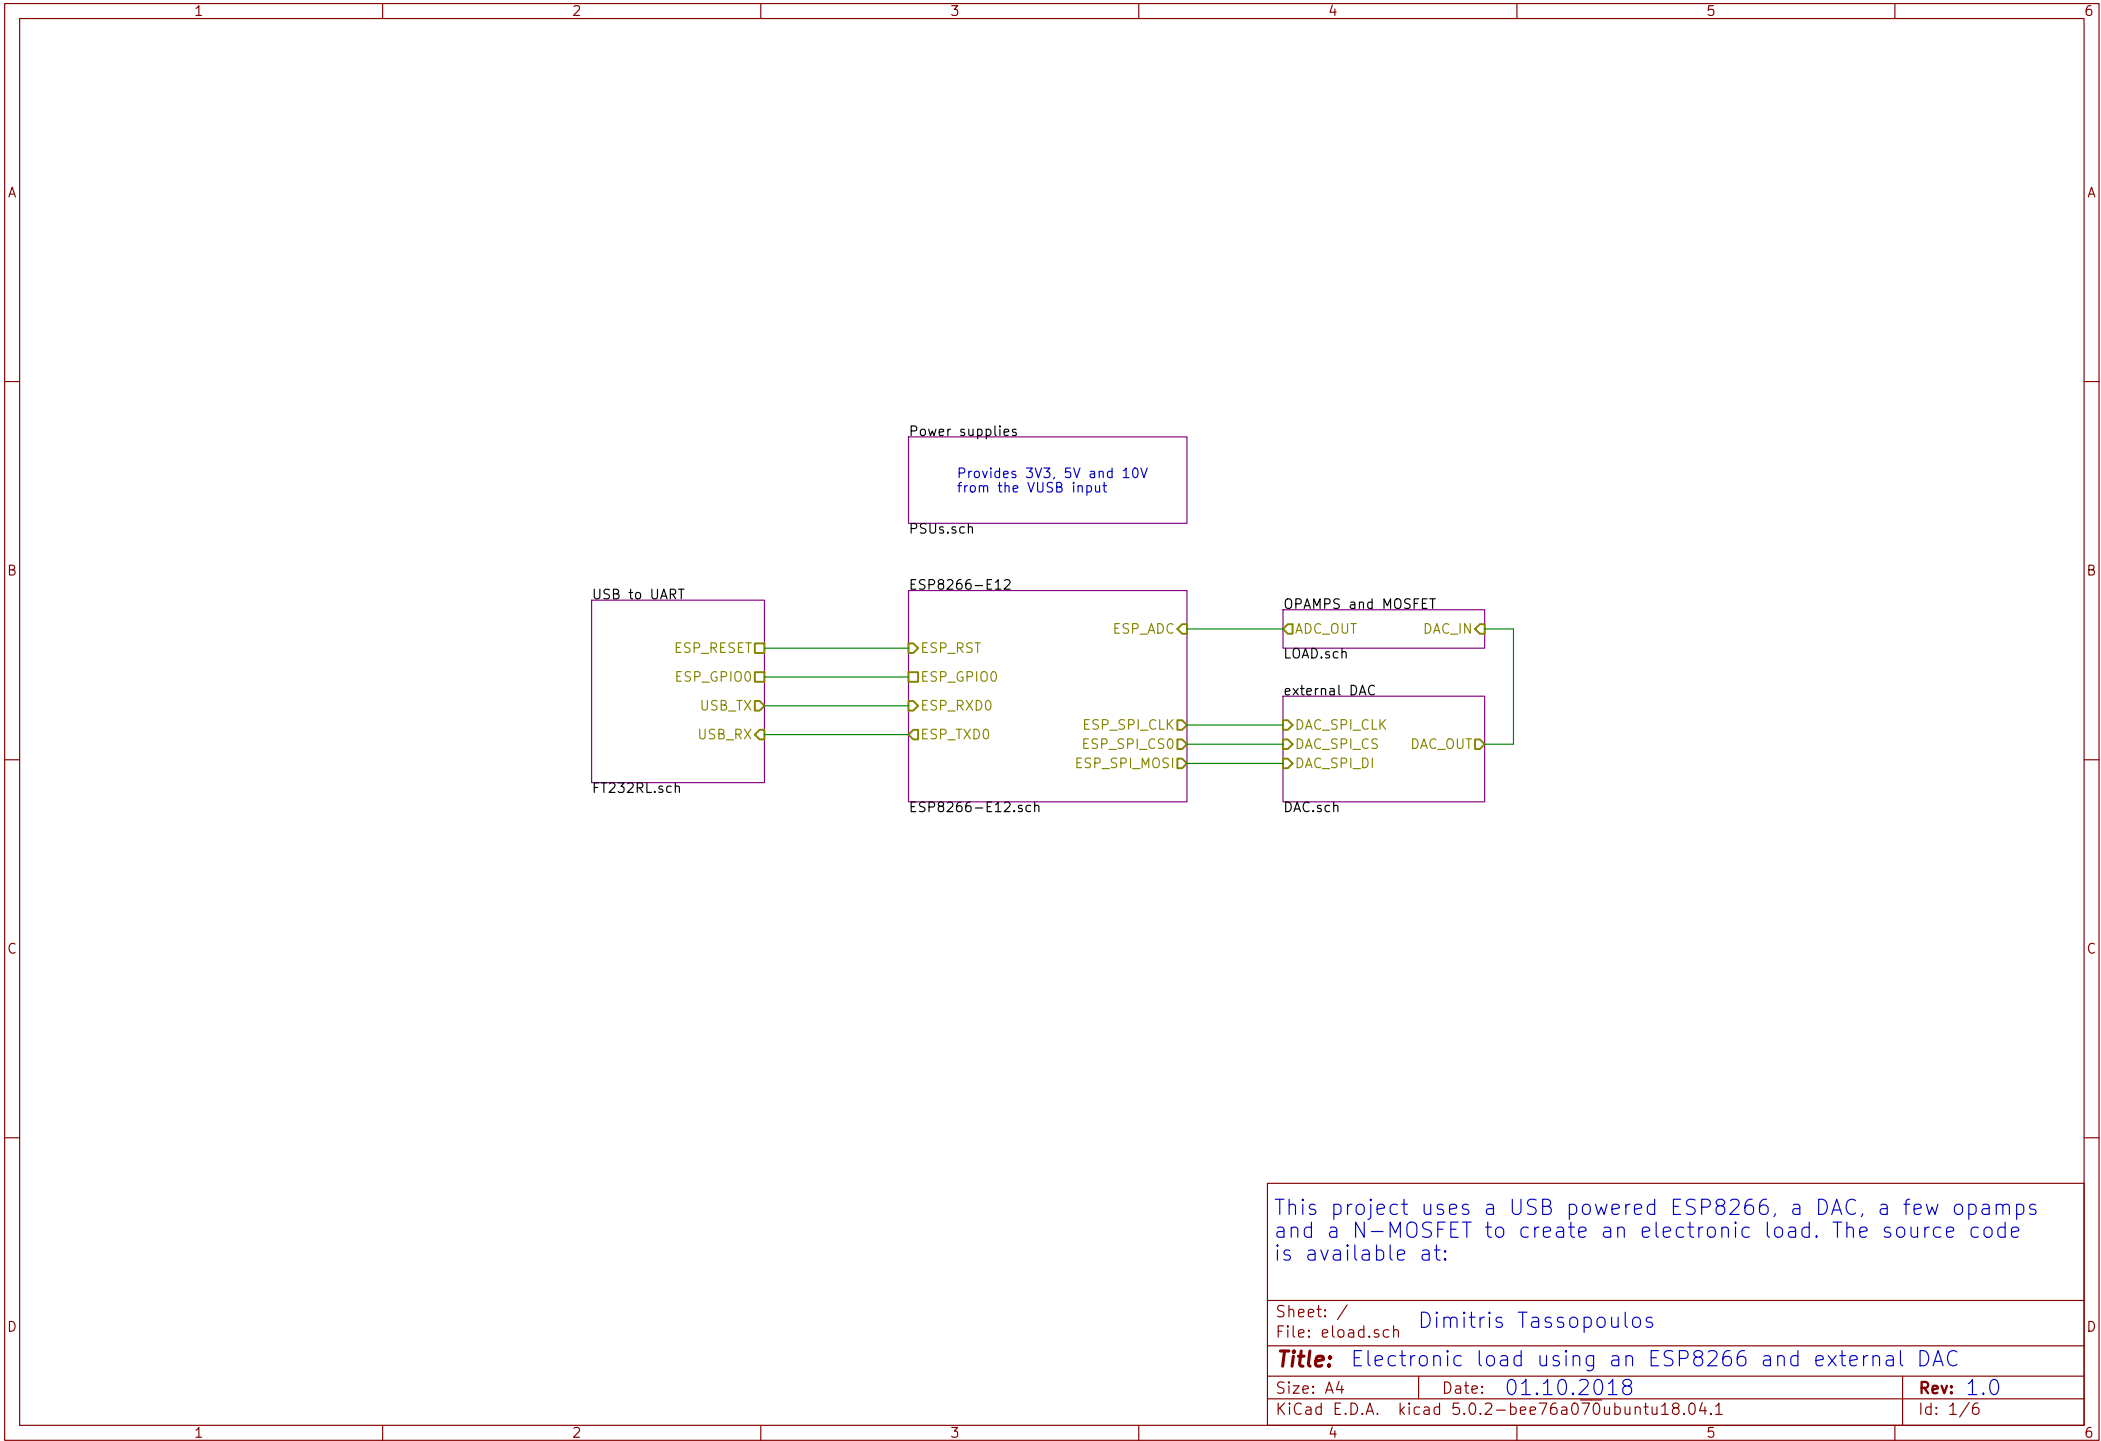 1 2 3 4 5 6
A A
Power supplies
Provides 3V3, 5V and 10V
from the VUSB input
PSUs.sch
B B
USB to UART
ESP_RESET
ESP_GPIO0
USB_TX
USB_RX
FT232RL.sch
ESP8266-E12
ESP_RST
ESP_GPIO0
ESP_RXD0
ESP_TXD0
ESP_ADC
ESP_SPI_CLK
ESP_SPI_CS0
ESP_SPI_MOSI
ESP8266-E12.sch
OPAMPS and MOSFET
ADC_OUT DAC_IN
LOAD.sch
external DAC
DAC_SPI_CLK
DAC_SPI_CS DAC_OUT
DAC_SPI_DI
DAC.sch
C C
This project uses a USB powered ESP8266, a DAC, a few opamps
and a N-MOSFET to create an electronic load. The source code
is available at:
Sheet: /
File: eload.sch
Dimitris Tassopoulos
D D
Title: Electronic load using an ESP8266 and external DAC
Size: A4 Date: 01.10.2018 Rev: 1.0
KiCad E.D.A. kicad 5.0.2-bee76a070ubuntu18.04.1 Id: 1/6
1 2 3 4 5 6